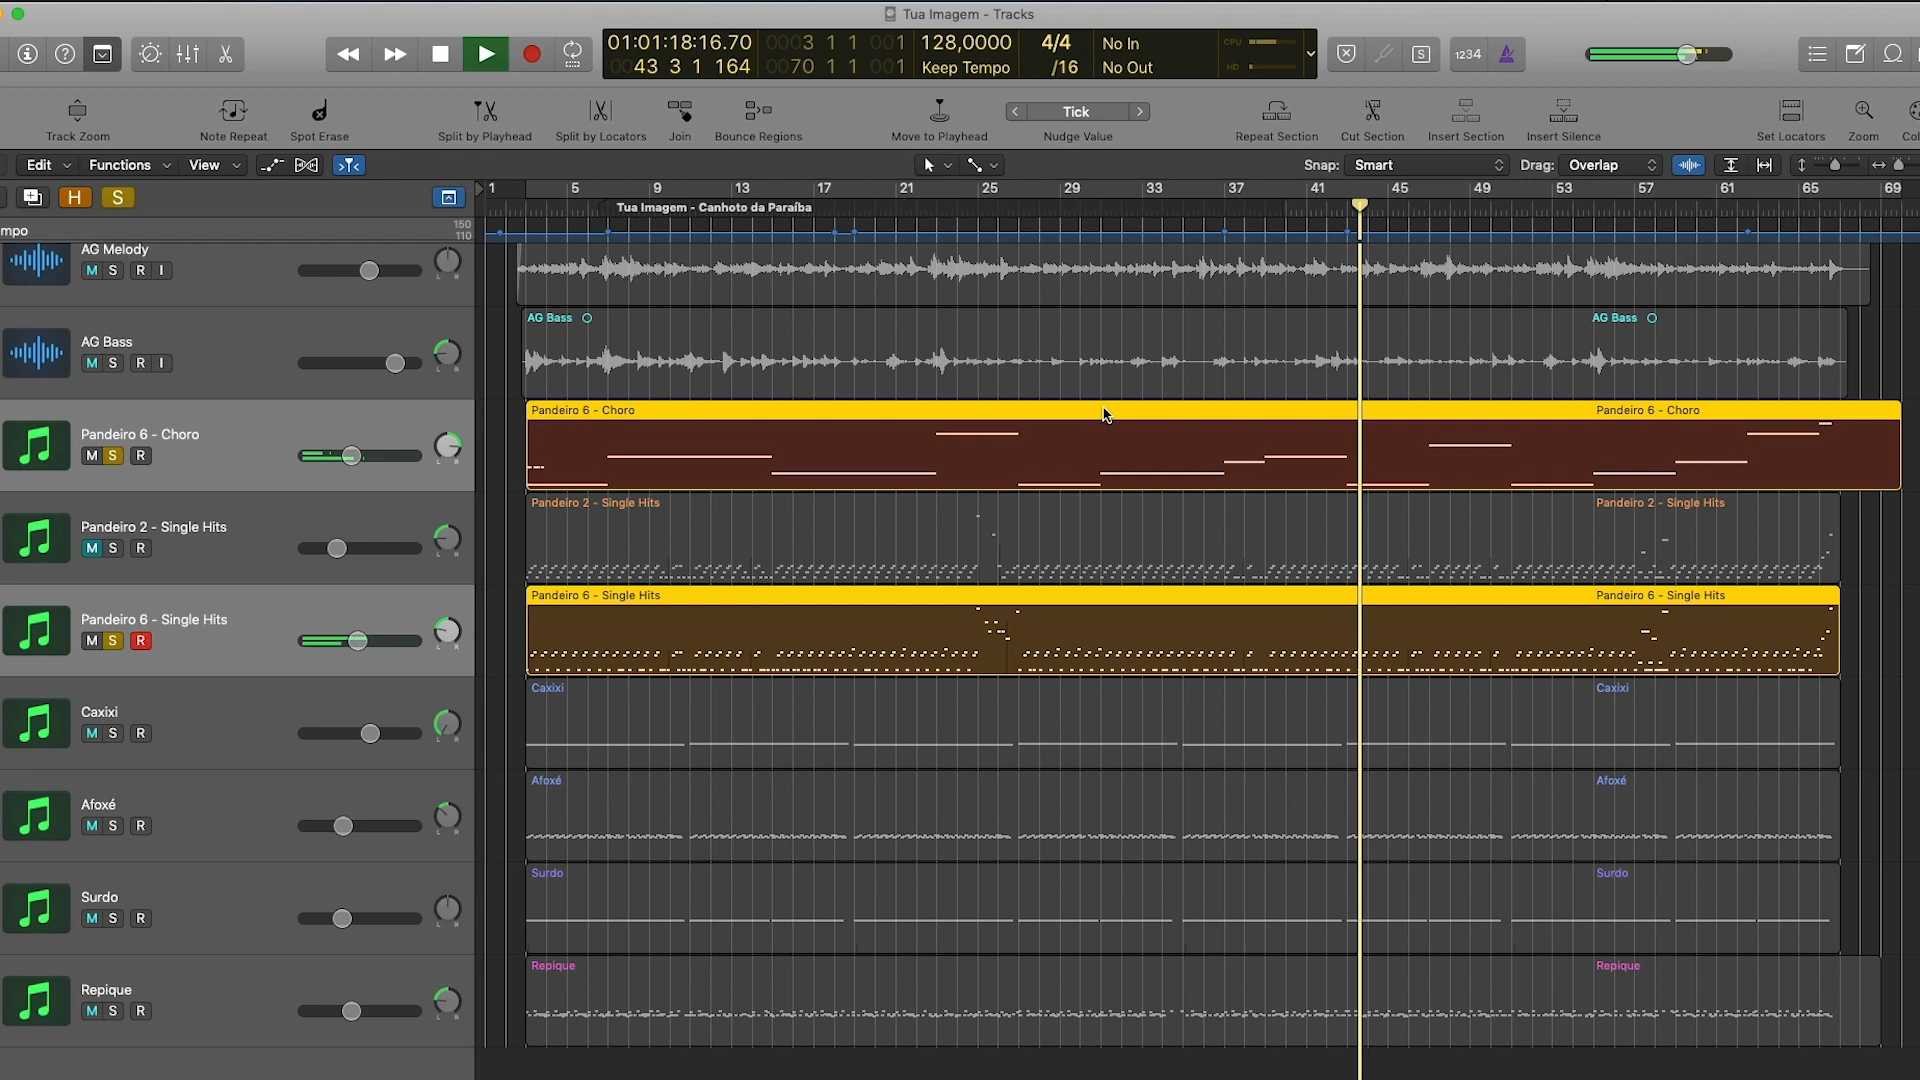 Tua Imagem - Tracks
01:01:18:16.70 0003 1 1 001 128,0000 4/4 No In CPU
0043 3 1 164 0070 1 1 001 Keep Tempo /16 No Out HD
S 1234
Track Zoom Note Repeat Spot Erase Split by Playhead Split by Locators Join Bounce Regions Move to Playhead Tick Nudge Value Repeat Section Cut Section Insert Section Insert Silence Set Locators Zoom
Edit Functions View Snap: Smart Drag: Overlap
H S 1 5 9 13 17 21 25 29 33 37 41 45 49 53 57 61 65 69
Tua Imagem - Canhoto da Paraíba
mpo 150
110
AG Melody
M S R I L R
AG Bass AG Bass
AG Bass
M S R I L R
Pandeiro 6 - Choro Pandeiro 6 - Choro
Pandeiro 6 - Choro
M S R L R
Pandeiro 2 - Single Hits Pandeiro 2 - Single Hits
Pandeiro 2 - Single Hits
M S R L R
Pandeiro 6 - Single Hits Pandeiro 6 - Single Hits
Pandeiro 6 - Single Hits
M S R L R
Caxixi Caxixi
Caxixi
M S R L R
Afoxé Afoxé
Afoxé
M S R L R
Surdo Surdo
Surdo
M S R L R
Repique Repique
Repique
M S R L R